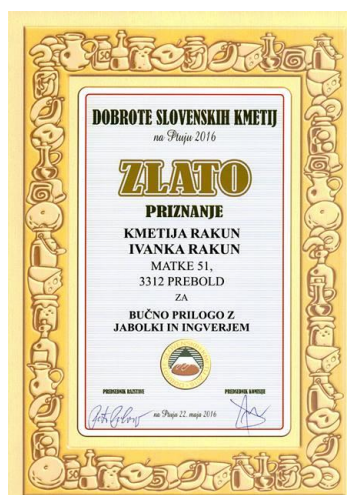 DOBROTE SLOVENSKIH KMETIJ
na Ptuju 2016
ZLATO
PRIZNANJE
KMETIJA RAKUN
IVANKA RAKUN
MATKE 51,
3312 PREBOLD
ZA
BUČNO PRILOGO Z
JABOLKI IN INGVERJEM
PREDSEDNIK RAZSTAVE PREDSEDNIK KOMISIJE
na Ptuju 22. maja 2016